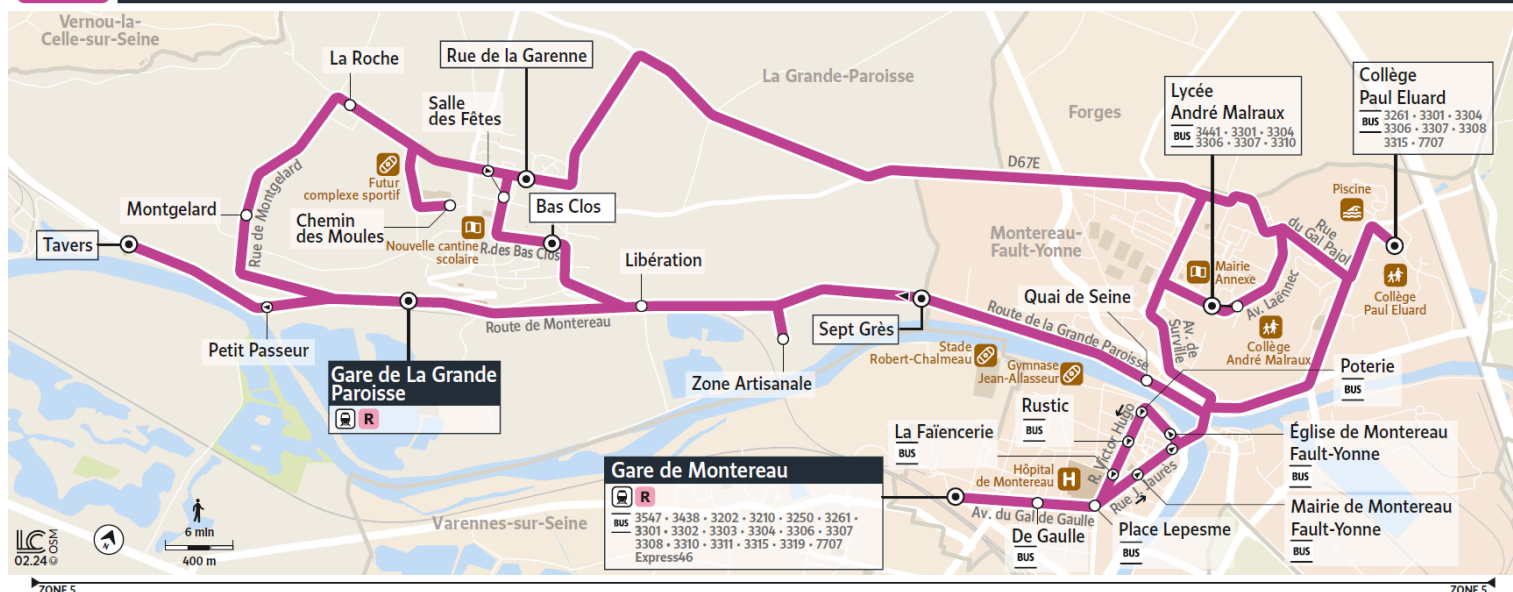 Vernou-la-
Celle-sur-Seine
La Roche
Rue de la Garenne
La Grande-Paroisse
Salle
des Fêtes
Forges
Lycée
André Malraux
BUS 3441 • 3301 • 3304
3306 • 3307 • 3310
Collège
Paul Eluard
BUS 3261 • 3301 • 3304
3306 • 3307 • 3308
3315 • 7707
D67E
Futur
complexe sportif
Rue de Montgelard
Montgelard
Chemin
des Moules
Bas Clos
Piscine
Rue
du Gal Pajol
Tavers
Nouvelle cantine
scolaire
R.des Bas Clos
Libération
Montereau-
Fault-Yonne
Mairie
Annexe
Av. Laënnec
Collège
Paul Eluard
Quai de Seine
Route de la Grande Paroisse
Av. de
Surville
Collège
André Malraux
Petit Passeur
Route de Montereau
Sept Grès
Stade
Robert-Chalmeau
Gymnase
Jean-Allasseur
Poterie
BUS
Gare de La Grande
Paroisse
R
Zone Artisanale
Rustic
BUS
R. Victor Hugo
La Faïencerie
BUS
Église de Montereau
Fault-Yonne
BUS
Gare de Montereau
R
BUS 3547 • 3438 • 3202 • 3210 • 3250 • 3261 •
3301 • 3302 • 3303 • 3304 • 3306 • 3307
3308 • 3310 • 3311 • 3315 • 3319 • 7707
Express46
Hôpital
de Montereau
H
Rue J. Jaurès
Av. du Gal de Gaulle
Mairie de Montereau
Fault-Yonne
BUS
De Gaulle
BUS
Place Lepesme
BUS
Varennes-sur-Seine
6 min
400 m
N
LC
02.24 © OSM
ZONE 5
ZONE 5